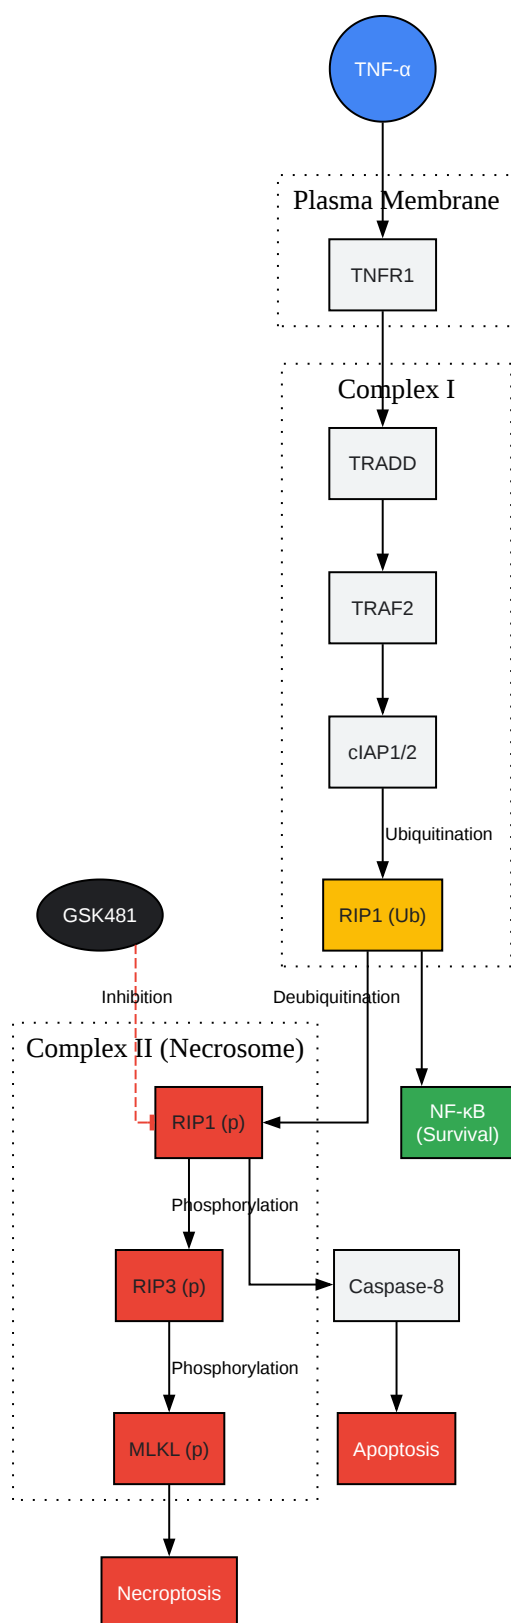 TNF-α
Plasma Membrane
TNFR1
Complex I
TRADD
TRAF2
cIAP1/2
Ubiquitination
GSK481
RIP1 (Ub)
Inhibition
Deubiquitination
Complex II (Necrosome)
RIP1 (p)
NF-κB
(Survival)
Phosphorylation
RIP3 (p)
Caspase-8
Phosphorylation
MLKL (p)
Apoptosis
Necroptosis